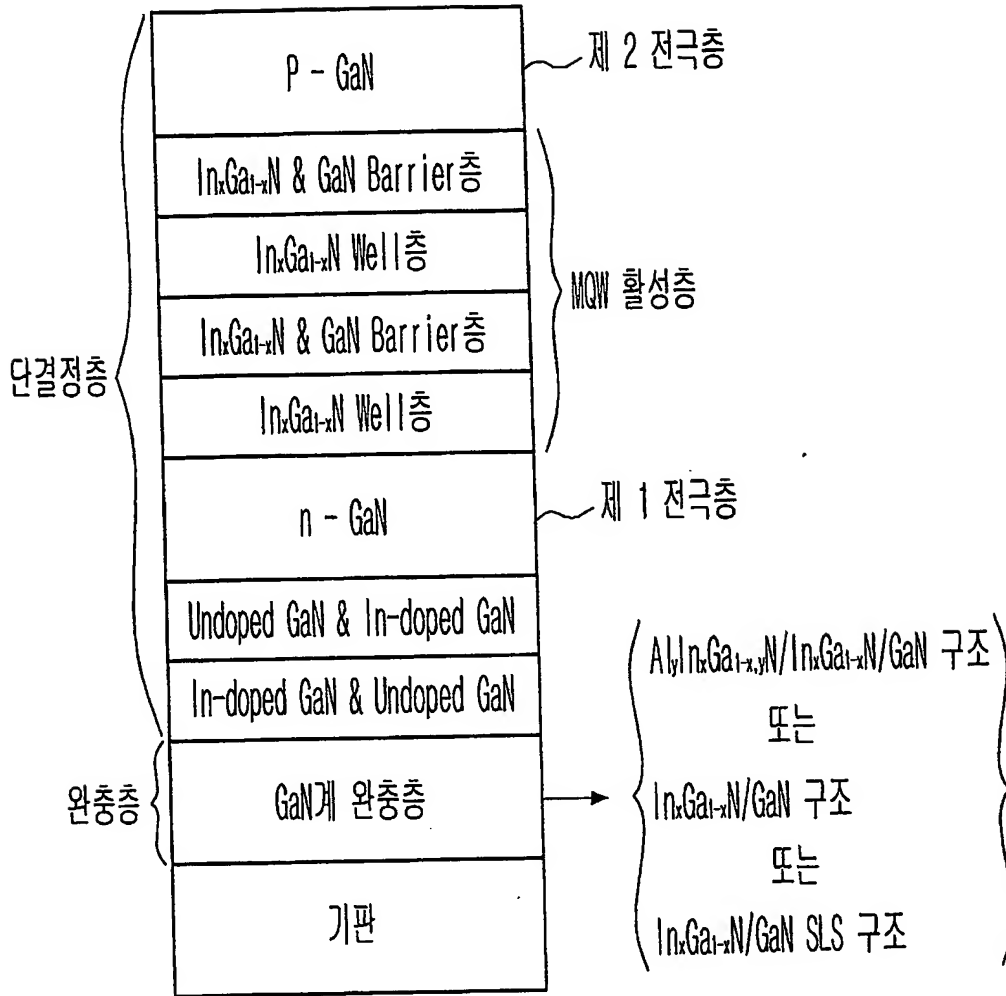 P - GaN
제 2 전극층
InxGa1-xN & GaN Barrier층
InxGa1-xN Well층
MQW 활성층
InxGa1-xN & GaN Barrier층
단결정층
InxGa1-xN Well층
n - GaN
제 1 전극층
Undoped GaN & In-doped GaN
In-doped GaN & Undoped GaN
완충층
GaN계 완충층
기판
AlyInxGa1-x,yN/InxGa1-xN/GaN 구조
또는
InxGa1-xN/GaN 구조
또는
InxGa1-xN/GaN SLS 구조